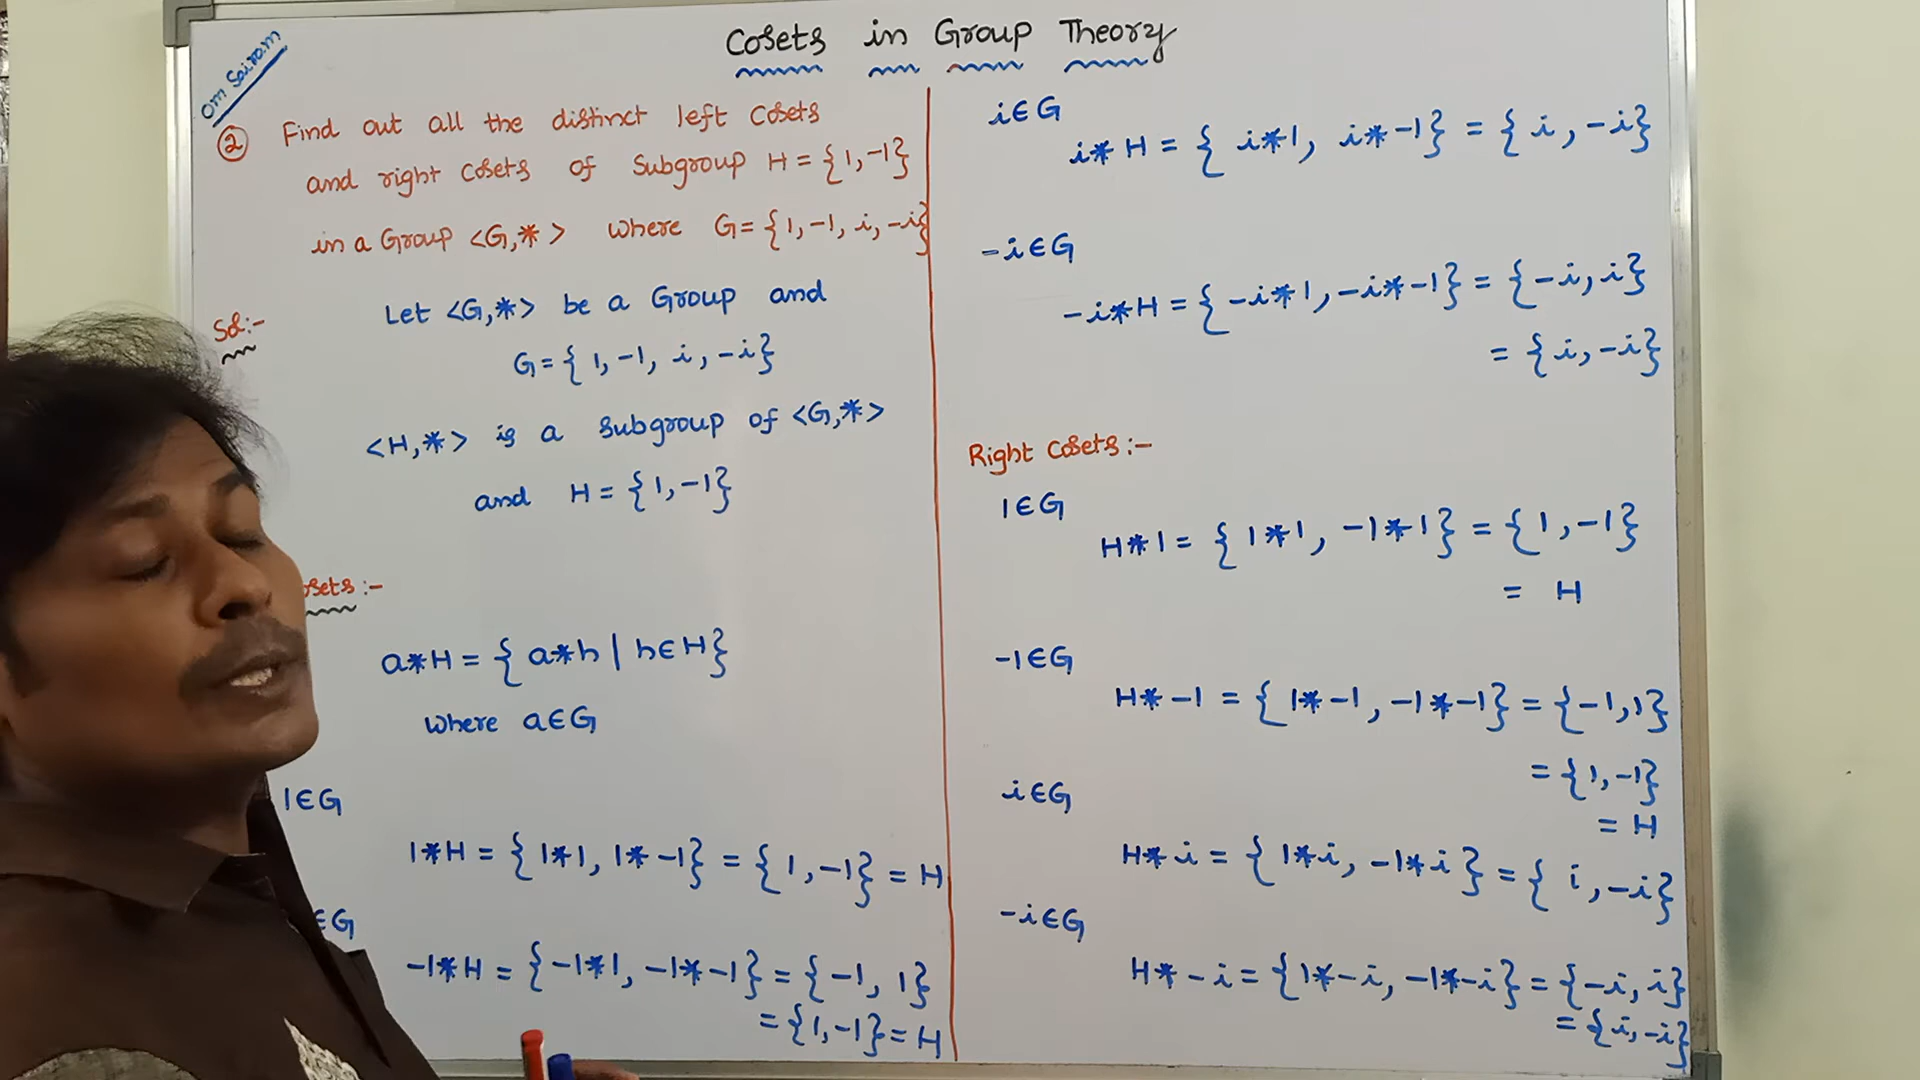 Cosets in Group Theory
Om Sairam
② Find out all the distinct left Cosets
and right cosets of Subgroup H = {1, -1}
in a Group <G,*> where G = {1, -1, i, -i}
Sol:-
Let <G,*> be a Group and
G = {1, -1, i, -i}
<H,*> is a Subgroup of <G,*>
and H = {1, -1}
osets :-
a*H = {a*h | h∈H}
where a∈G
1∈G
1*H = {1*1, 1*-1} = {1, -1} = H
∈G
-1*H = {-1*1, -1*-1} = {-1, 1}
= {1, -1} = H
i∈G
i*H = {i*1, i*-1} = {i, -i}
-i∈G
-i*H = {-i*1, -i*-1} = {-i, i}
= {i, -i}
Right Cosets :-
1∈G
H*1 = {1*1, -1*1} = {1, -1}
= H
-1∈G
H*-1 = {1*-1, -1*-1} = {-1, 1}
= {1, -1}
= H
i∈G
H*i = {1*i, -1*i} = {i, -i}
-i∈G
H*-i = {1*-i, -1*-i} = {-i, i}
= {i, -i}